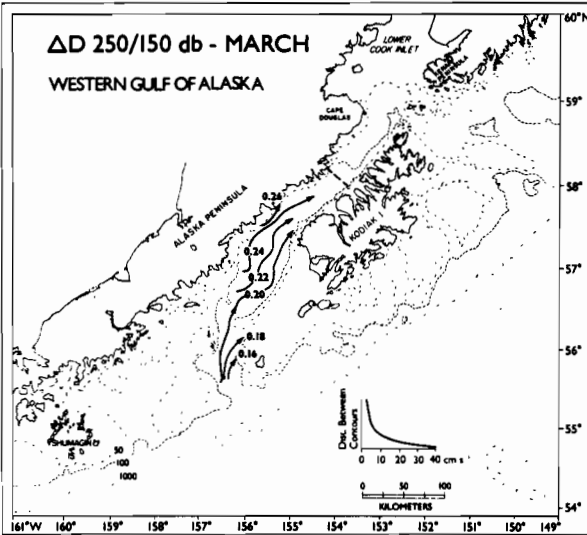 ΔD 250/150 db - MARCH
WESTERN GULF OF ALASKA
LOWER
COOK INLET
CAPE
DOUGLAS
ALASKA PENINSULA
KODIAK
0.26
0.24
0.22
0.20
0.18
0.16
SHUMAGIN
50
100
1000
Dist. Between
Contours
0 10 20 30 40 cm s
0 50 100
KILOMETERS
60°N
59°
58°
57°
56°
55°
54°
161°W 160° 159° 158° 157° 156° 155° 154° 153° 152° 151° 150° 149°